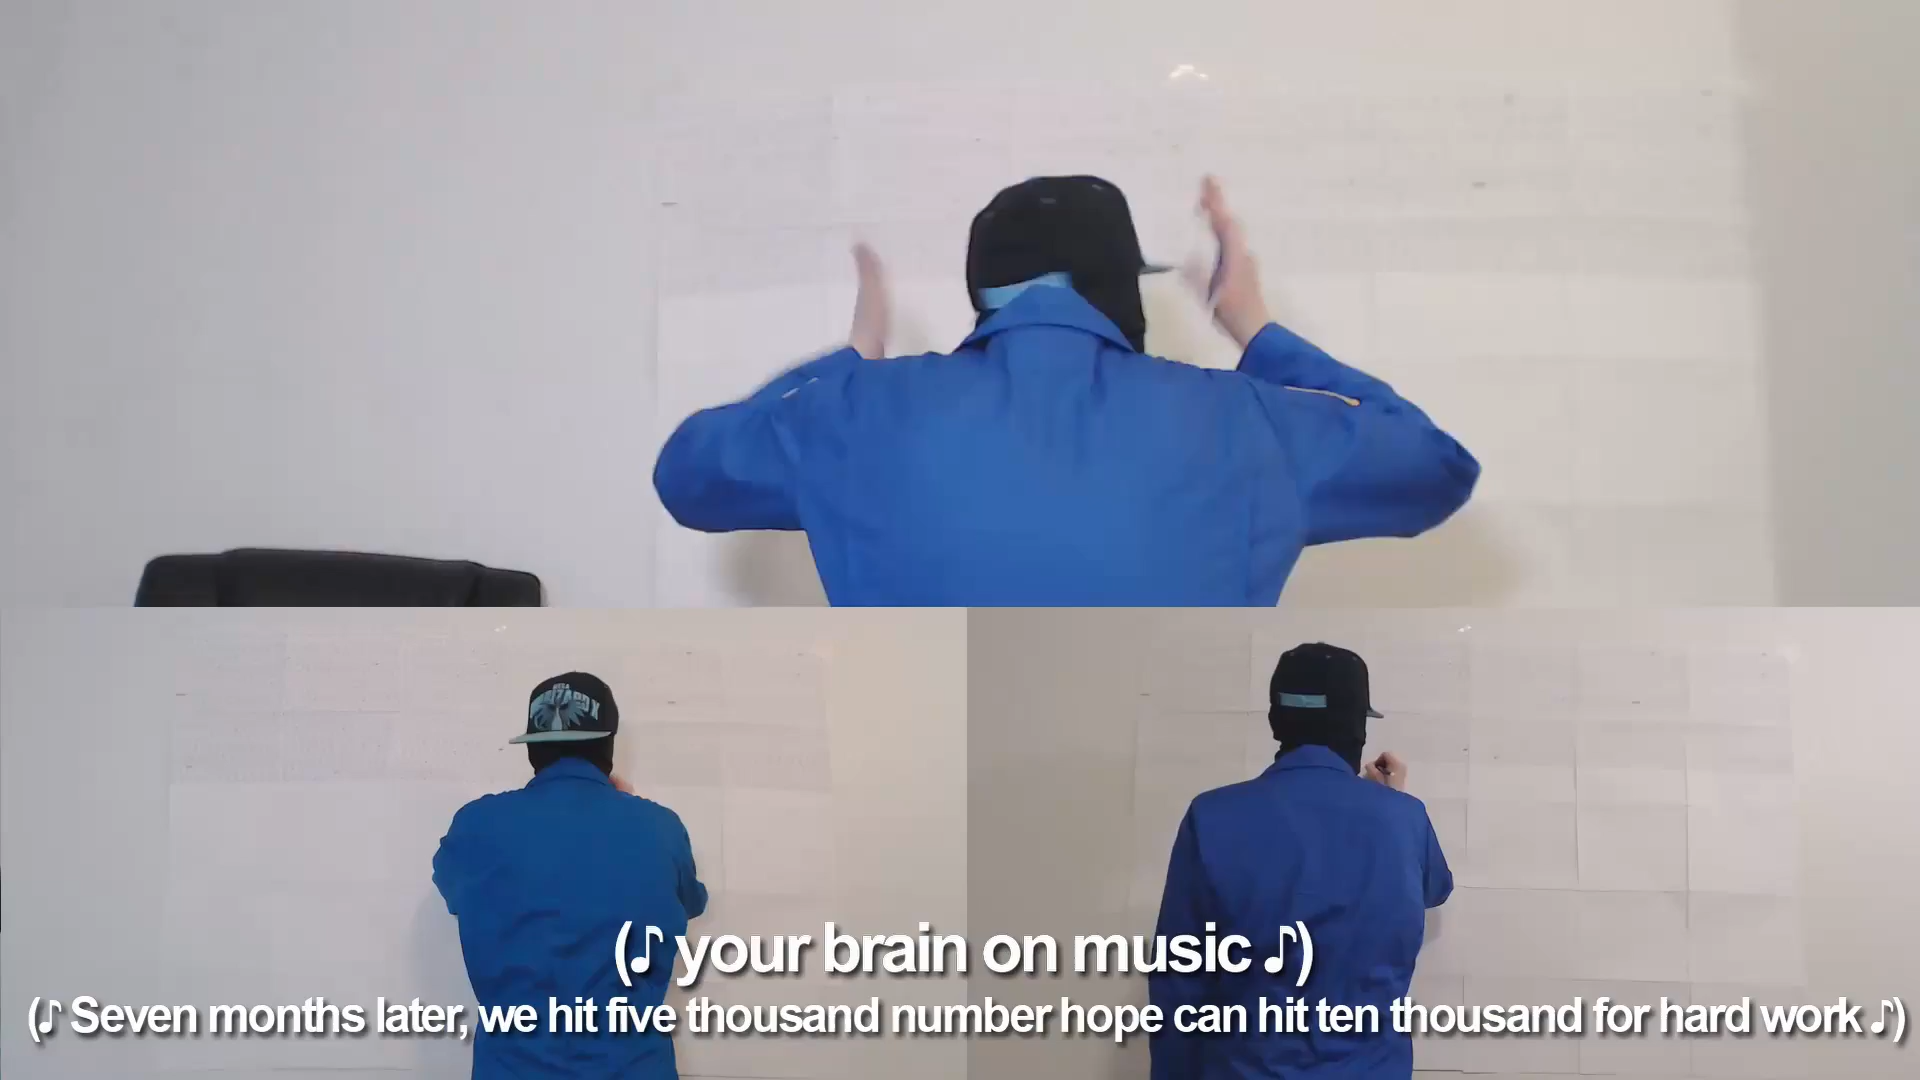 (♪ your brain on music ♪)
(♪ Seven months later, we hit five thousand number hope can hit ten thousand for hard work ♪)